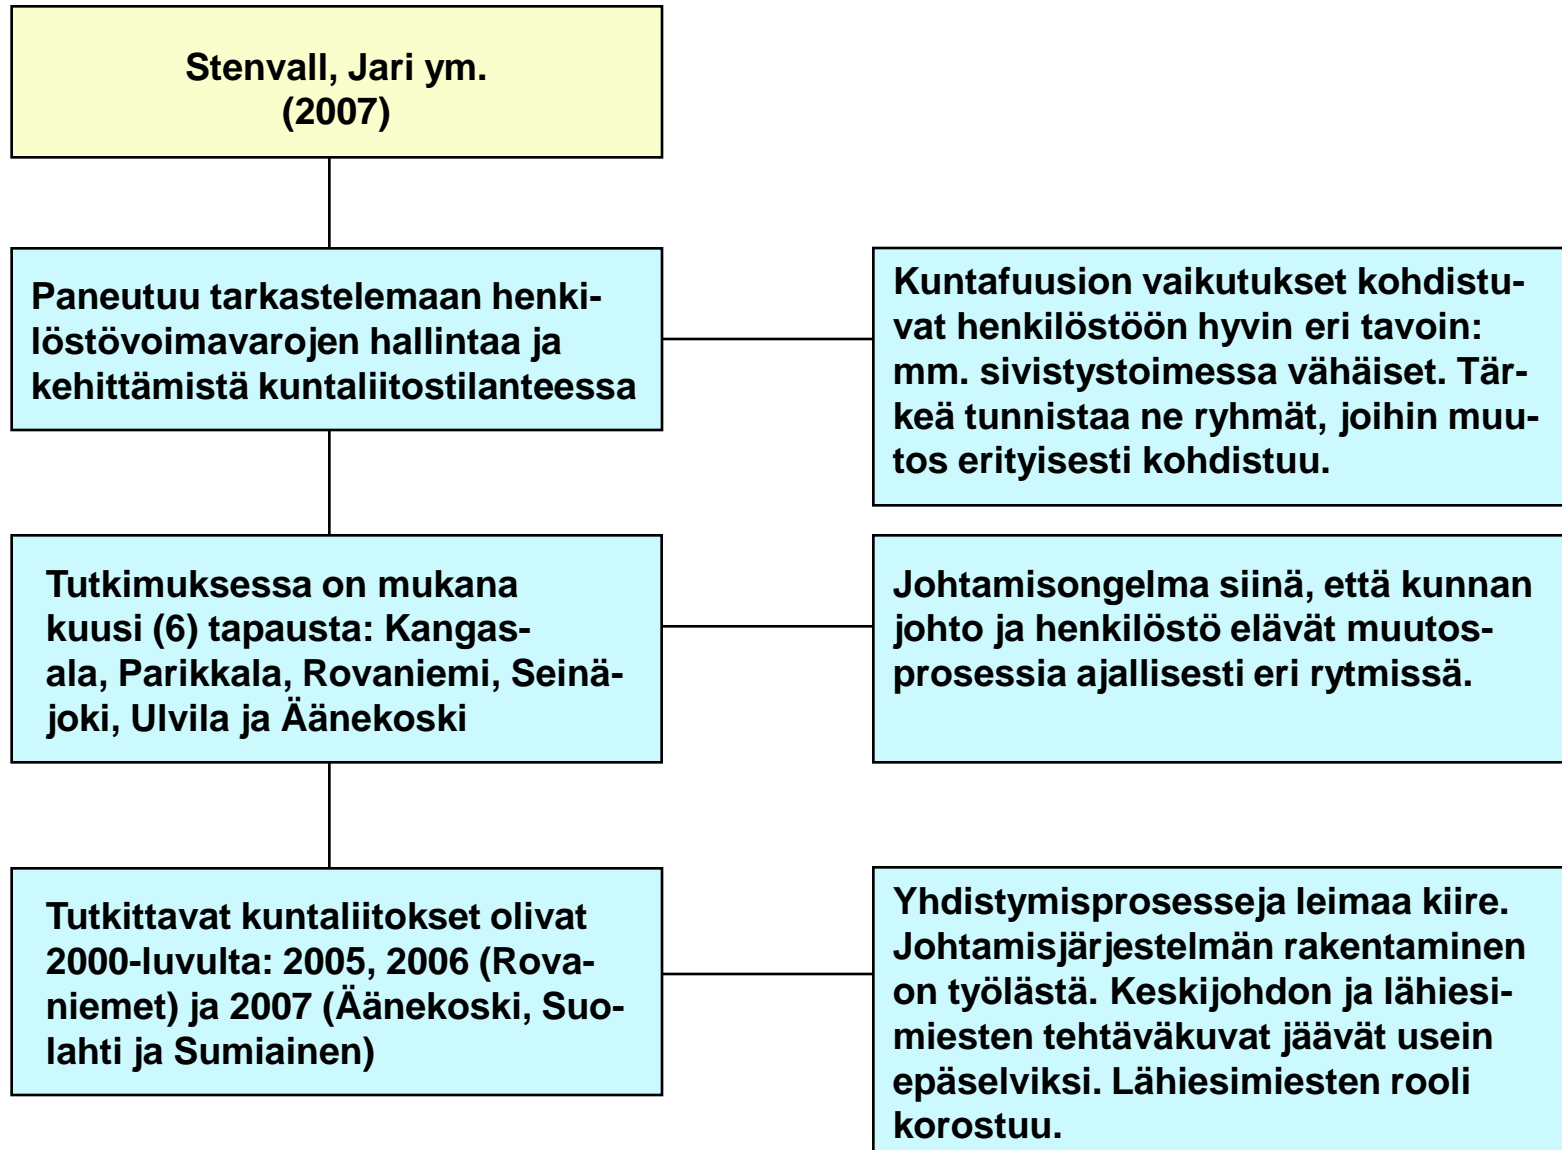 Stenvall, Jari ym.
(2007)
Paneutuu tarkastelemaan henki-
löstövoimavarojen hallintaa ja
kehittämistä kuntaliitostilanteessa
Kuntafuusion vaikutukset kohdistu-
vat henkilöstöön hyvin eri tavoin:
mm. sivistystoimessa vähäiset. Tär-
keä tunnistaa ne ryhmät, joihin muu-
tos erityisesti kohdistuu.
Tutkimuksessa on mukana
kuusi (6) tapausta: Kangas-
ala, Parikkala, Rovaniemi, Seinä-
joki, Ulvila ja Äänekoski
Johtamisongelma siinä, että kunnan
johto ja henkilöstö elävät muutos-
prosessia ajallisesti eri rytmissä.
Tutkittavat kuntaliitokset olivat
2000-luvulta: 2005, 2006 (Rova-
niemet) ja 2007 (Äänekoski, Suo-
lahti ja Sumiainen)
Yhdistymisprosesseja leimaa kiire.
Johtamisjärjestelmän rakentaminen
on työlästä. Keskijohdon ja lähiesi-
miesten tehtäväkuvat jäävät usein
epäselviksi. Lähiesimiesten rooli
korostuu.